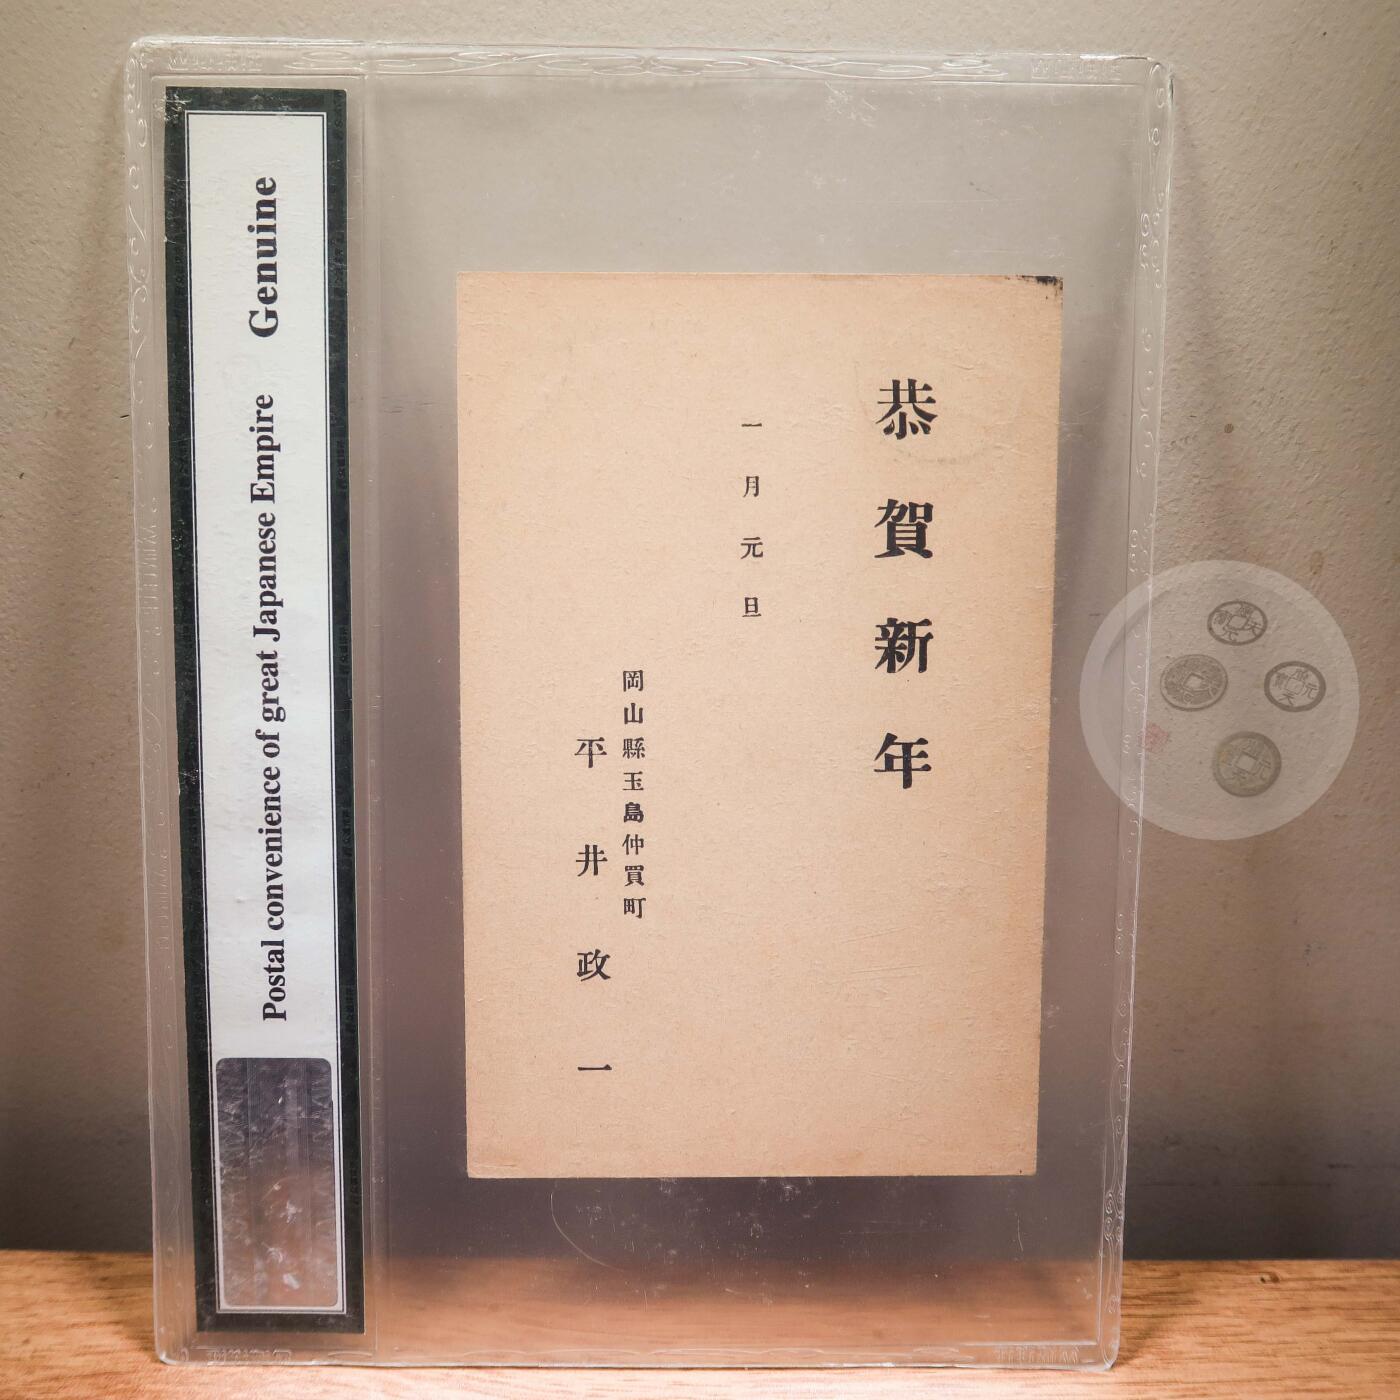 Postal convenience of great Japanese Empire Genuine
恭賀新年
一月元旦
岡山縣玉島仲買町
平井政一